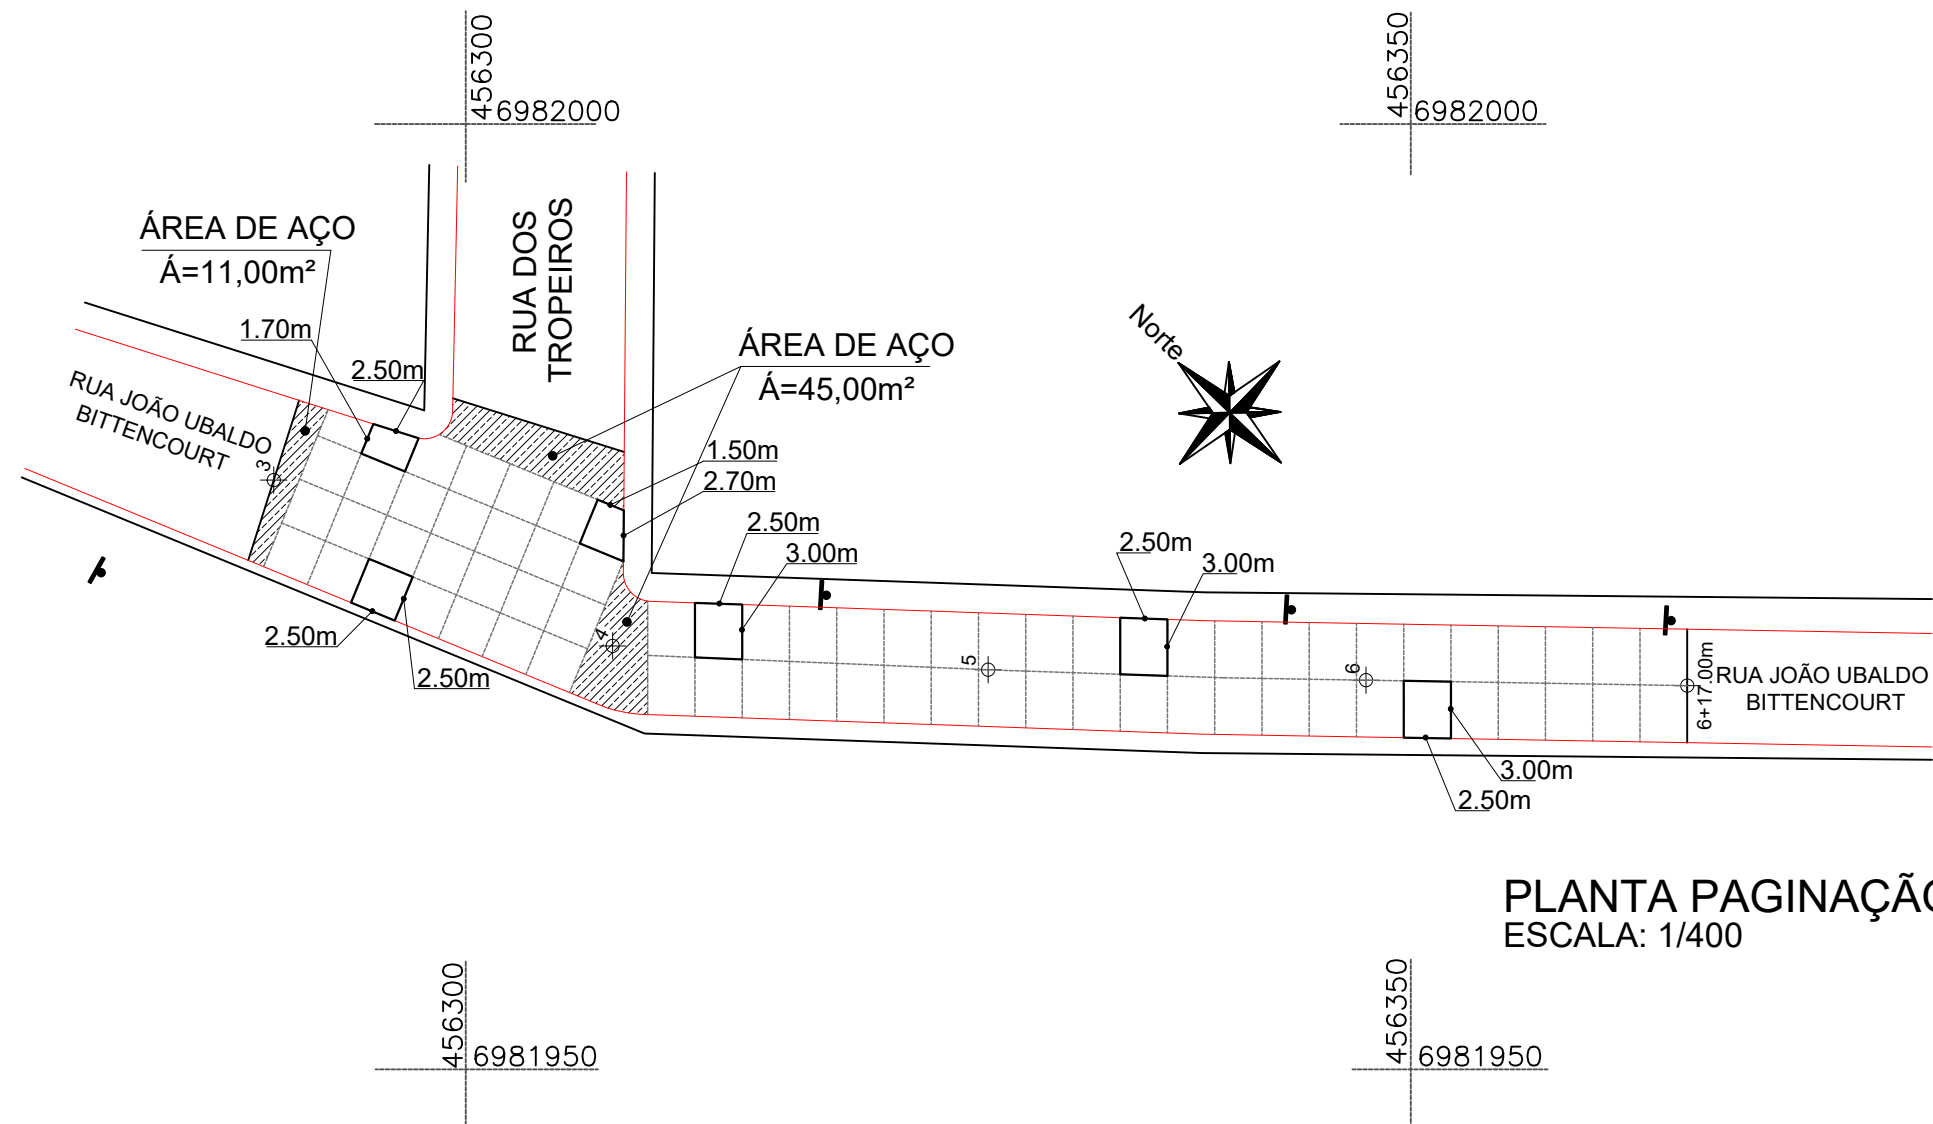 456300
6982000
456350
6982000
ÁREA DE AÇO
Á=11,00m²
RUA DOS
TROPEIROS
1.70m
2.50m
RUA JOÃO UBALDO
BITTENCOURT
3
ÁREA DE AÇO
Á=45,00m²
Norte
1.50m
2.70m
2.50m
3.00m
2.50m
3.00m
2.50m
2.50m
4
5
6
6+17.00m
RUA JOÃO UBALDO
BITTENCOURT
3.00m
2.50m
PLANTA PAGINAÇÃO
ESCALA: 1/400
456300
6981950
456350
6981950